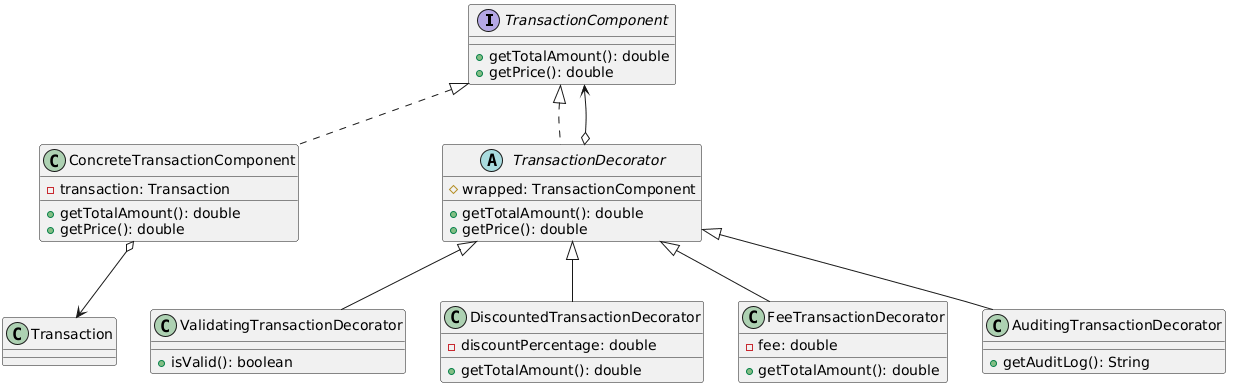 I TransactionComponent
getTotalAmount(): double
getPrice(): double
C ConcreteTransactionComponent
transaction: Transaction
getTotalAmount(): double
getPrice(): double
A TransactionDecorator
wrapped: TransactionComponent
getTotalAmount(): double
getPrice(): double
C Transaction
C ValidatingTransactionDecorator
isValid(): boolean
C DiscountedTransactionDecorator
discountPercentage: double
getTotalAmount(): double
C FeeTransactionDecorator
fee: double
getTotalAmount(): double
C AuditingTransactionDecorator
getAuditLog(): String